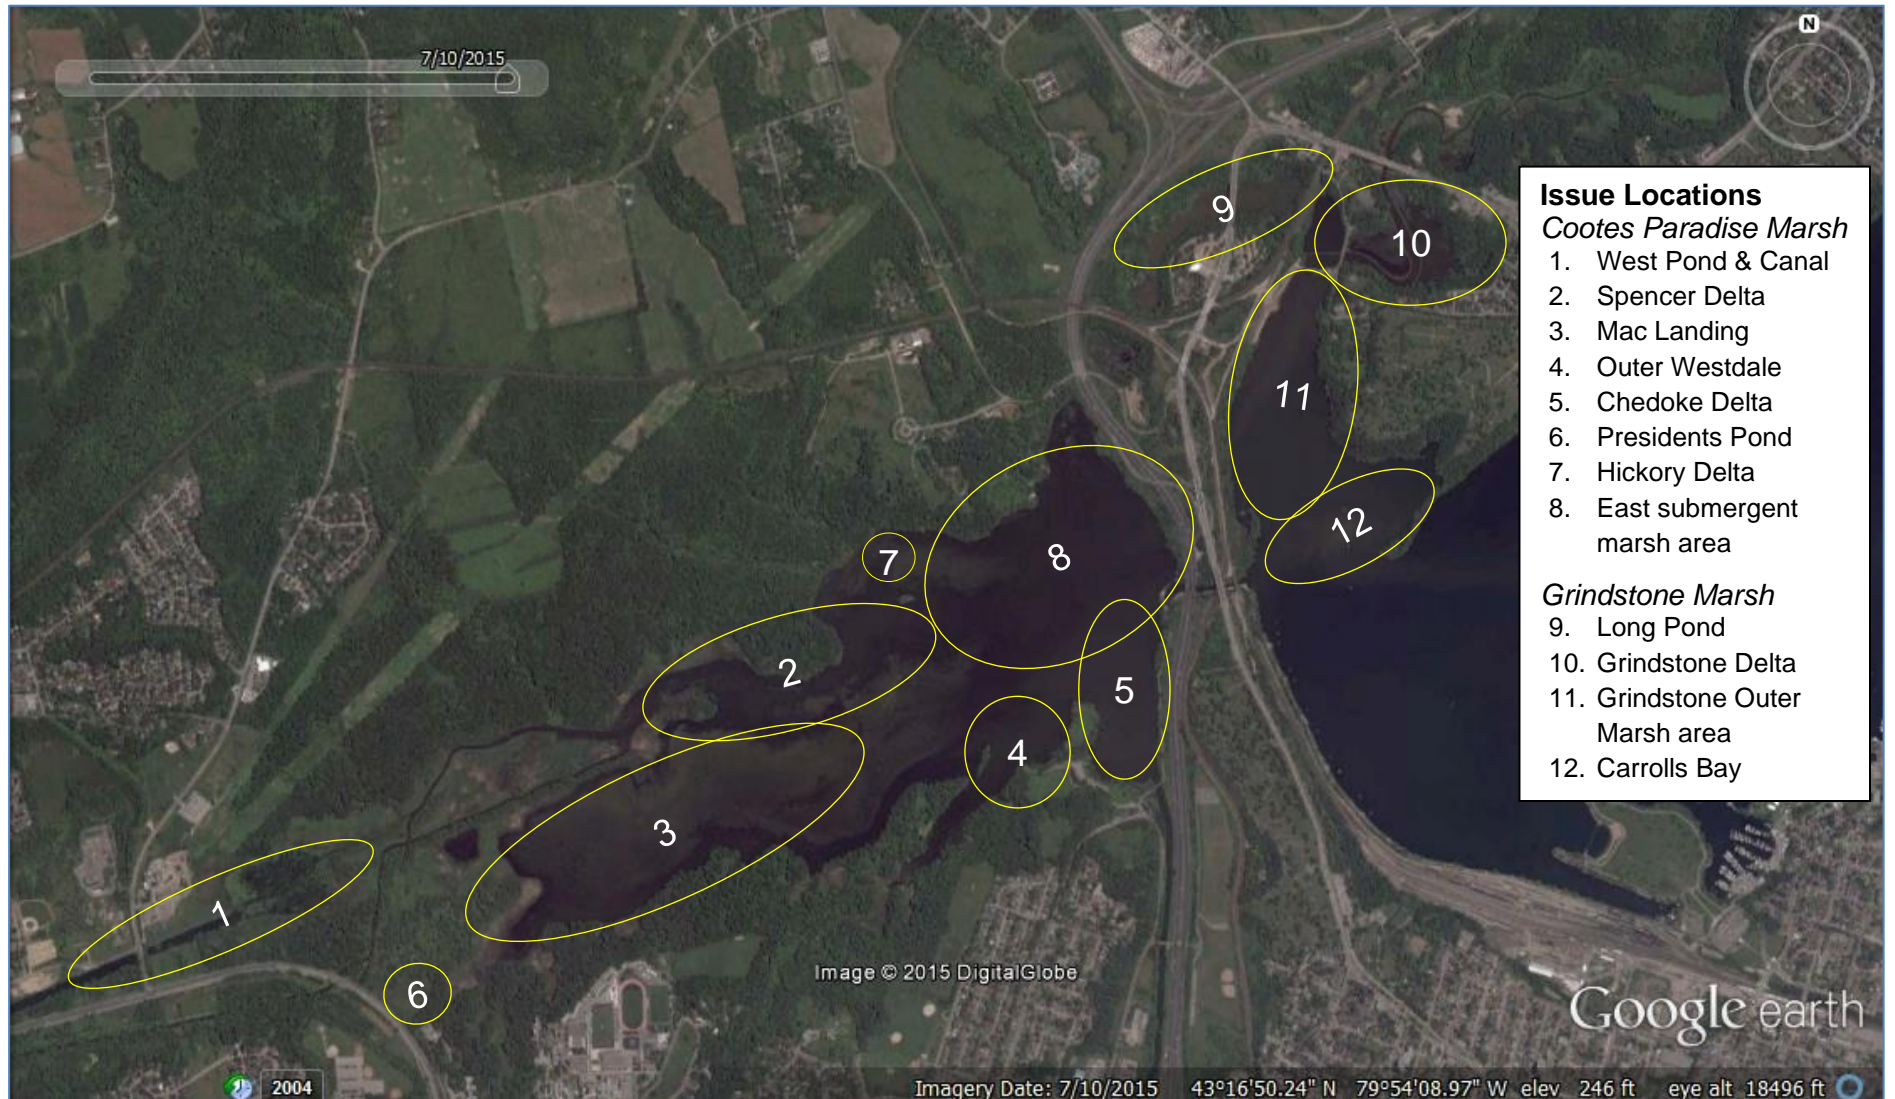 7/10/2015
N
Issue Locations
Cootes Paradise Marsh
1. West Pond & Canal
2. Spencer Delta
3. Mac Landing
4. Outer Westdale
5. Chedoke Delta
6. Presidents Pond
7. Hickory Delta
8. East submergent
marsh area
Grindstone Marsh
9. Long Pond
10. Grindstone Delta
11. Grindstone Outer
Marsh area
12. Carrolls Bay
9
10
11
12
8
7
2
5
4
3
1
6
Image © 2015 DigitalGlobe
Google earth
2004
Imagery Date: 7/10/2015 43°16'50.24" N 79°54'08.97" W elev 246 ft eye alt 18496 ft